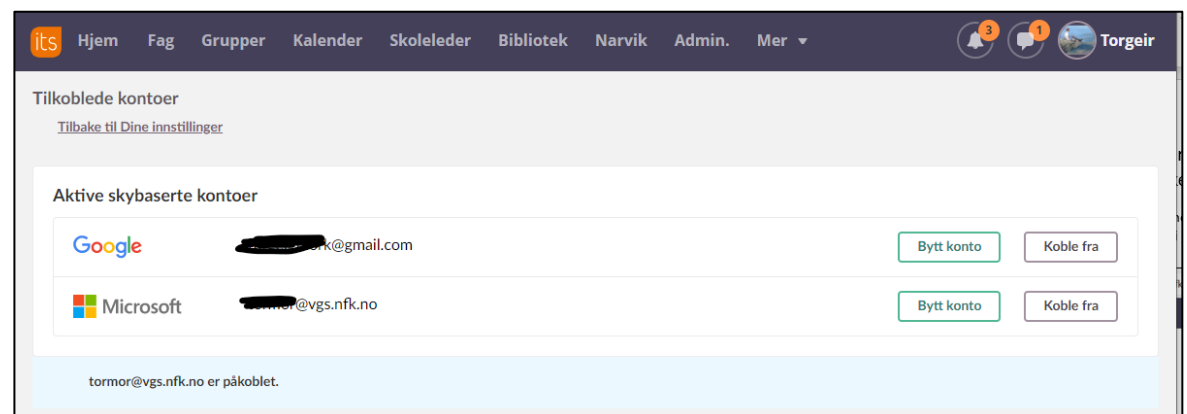 its Hjem Fag Grupper Kalender Skoleleder Bibliotek Narvik Admin. Mer 3 1 Torgeir
Tilkoblede kontoer
Tilbake til Dine innstillinger
Aktive skybaserte kontoer
Google k@gmail.com Bytt konto Koble fra
Microsoft @vgs.nfk.no Bytt konto Koble fra
tormor@vgs.nfk.no er påkoblet.